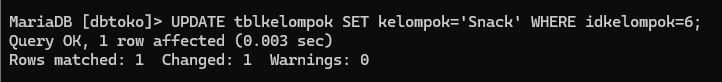 MariaDB [dbtoko]> UPDATE tblkelompok SET kelompok='Snack' WHERE idkelompok=6;
Query OK, 1 row affected (0.003 sec)
Rows matched: 1  Changed: 1  Warnings: 0